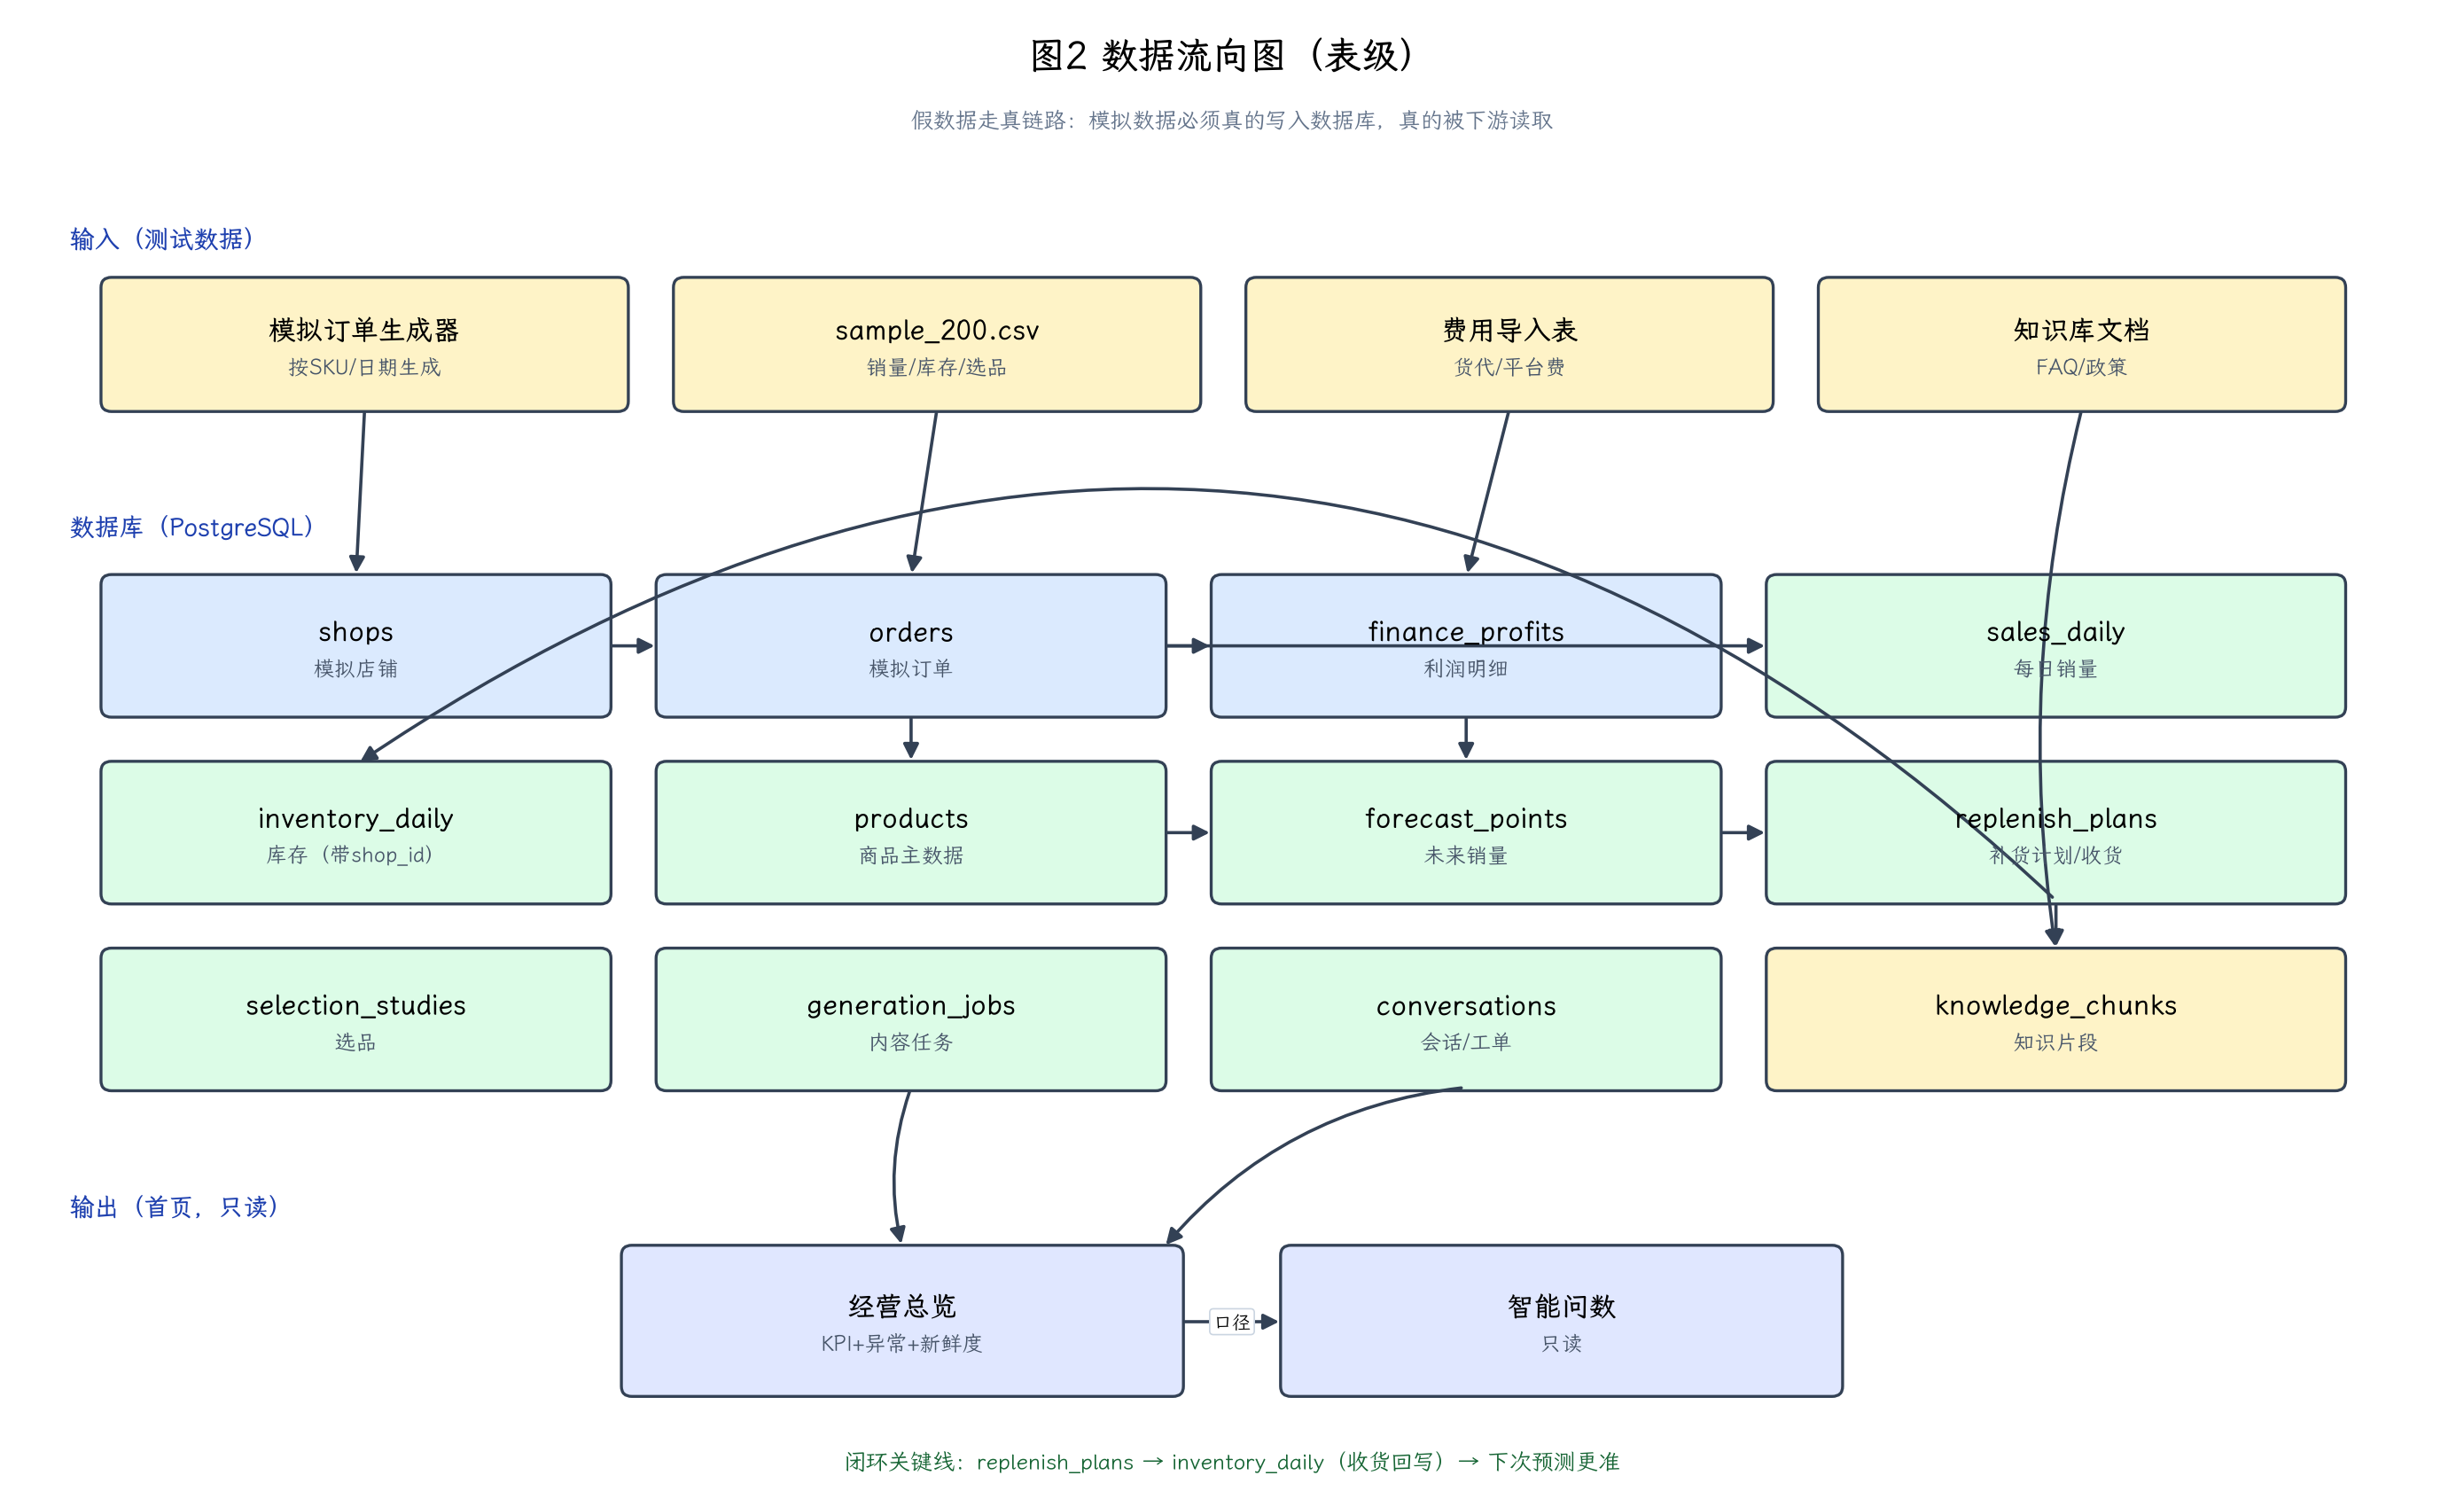 图2 数据流向图（表级）
假数据走真链路：模拟数据必须真的写入数据库，真的被下游读取
输入（测试数据）
模拟订单生成器
按SKU/日期生成
sample_200.csv
销量/库存/选品
费用导入表
货代/平台费
知识库文档
FAQ/政策
数据库（PostgreSQL）
shops
模拟店铺
orders
模拟订单
finance_profits
利润明细
sales_daily
每日销量
inventory_daily
库存（带shop_id）
products
商品主数据
forecast_points
未来销量
replenish_plans
补货计划/收货
selection_studies
选品
generation_jobs
内容任务
conversations
会话/工单
knowledge_chunks
知识片段
输出（首页，只读）
经营总览
KPI+异常+新鲜度
口径
智能问数
只读
闭环关键线：replenish_plans → inventory_daily（收货回写）→ 下次预测更准